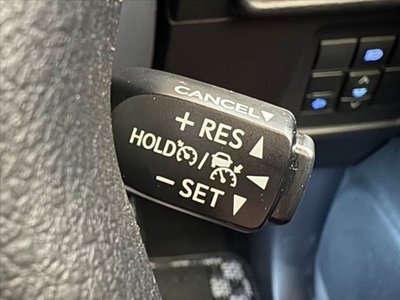 CANCEL▼
+ RES ▲
HOLD /
− SET ▼